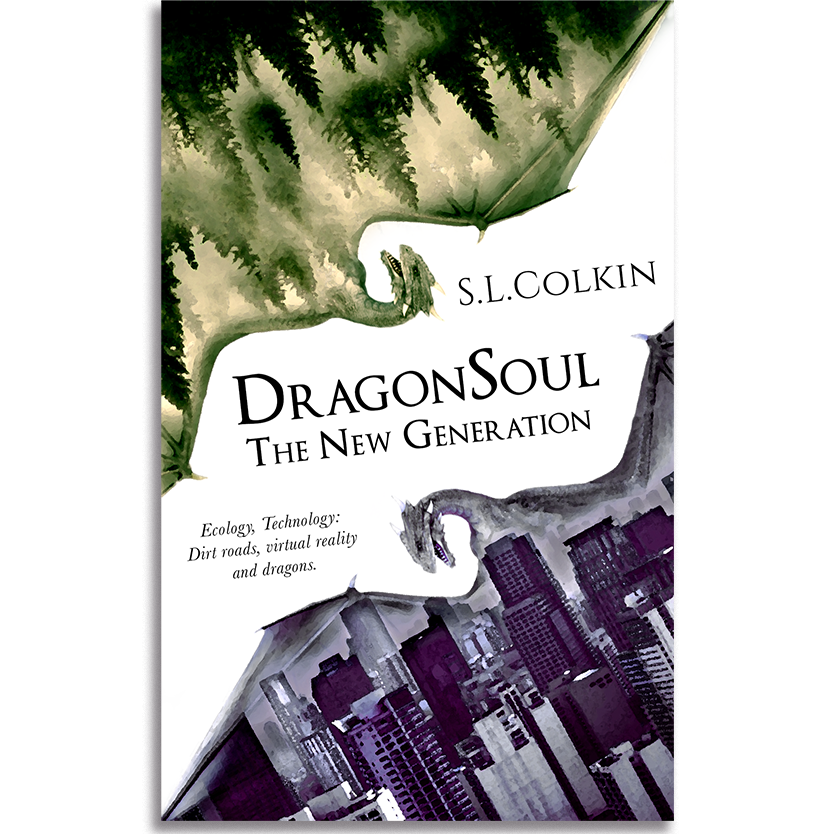 S.L.Colkin
DragonSoul
The New Generation
Ecology, Technology:
Dirt roads, virtual reality
and dragons.